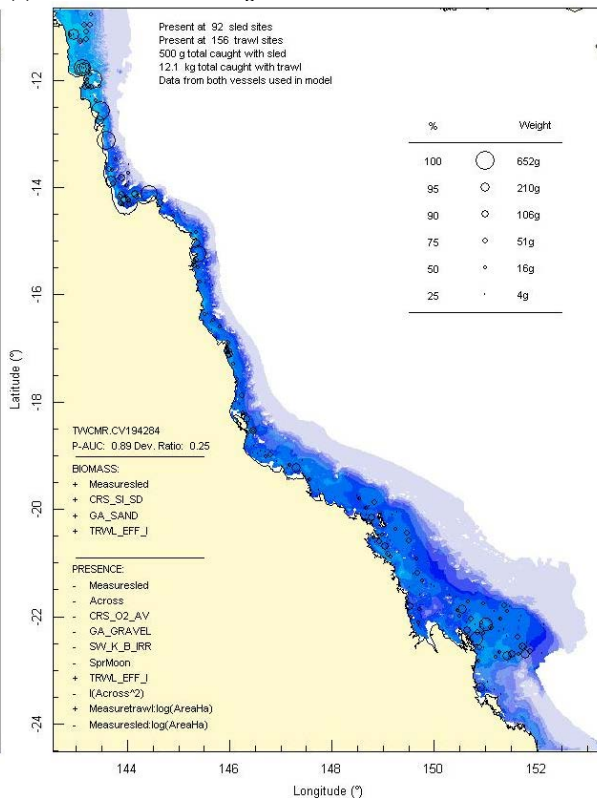 Present at 92 sled sites
Present at 156 trawl sites
500 g total caught with sled
12.1 kg total caught with trawl
Data from both vessels used in model
% Weight
100 652g
95 210g
90 106g
75 51g
50 16g
25 4g
-12
-14
-16
-18
-20
-22
-24
Latitude (°)
TWCMR.CV194284
P-AUC: 0.89 Dev. Ratio: 0.25
BIOMASS:
+ Measuresled
+ CRS_SI_SD
+ GA_SAND
+ TRWL_EFF_I
PRESENCE:
- Measuresled
- Across
- CRS_O2_AV
- GA_GRAVEL
- SW_K_B_IRR
- SprMoon
+ TRWL_EFF_I
- I(Across^2)
+ Measuretrawl:log(AreaHa)
- Measuresled:log(AreaHa)
144 146 148 150 152
Longitude (°)